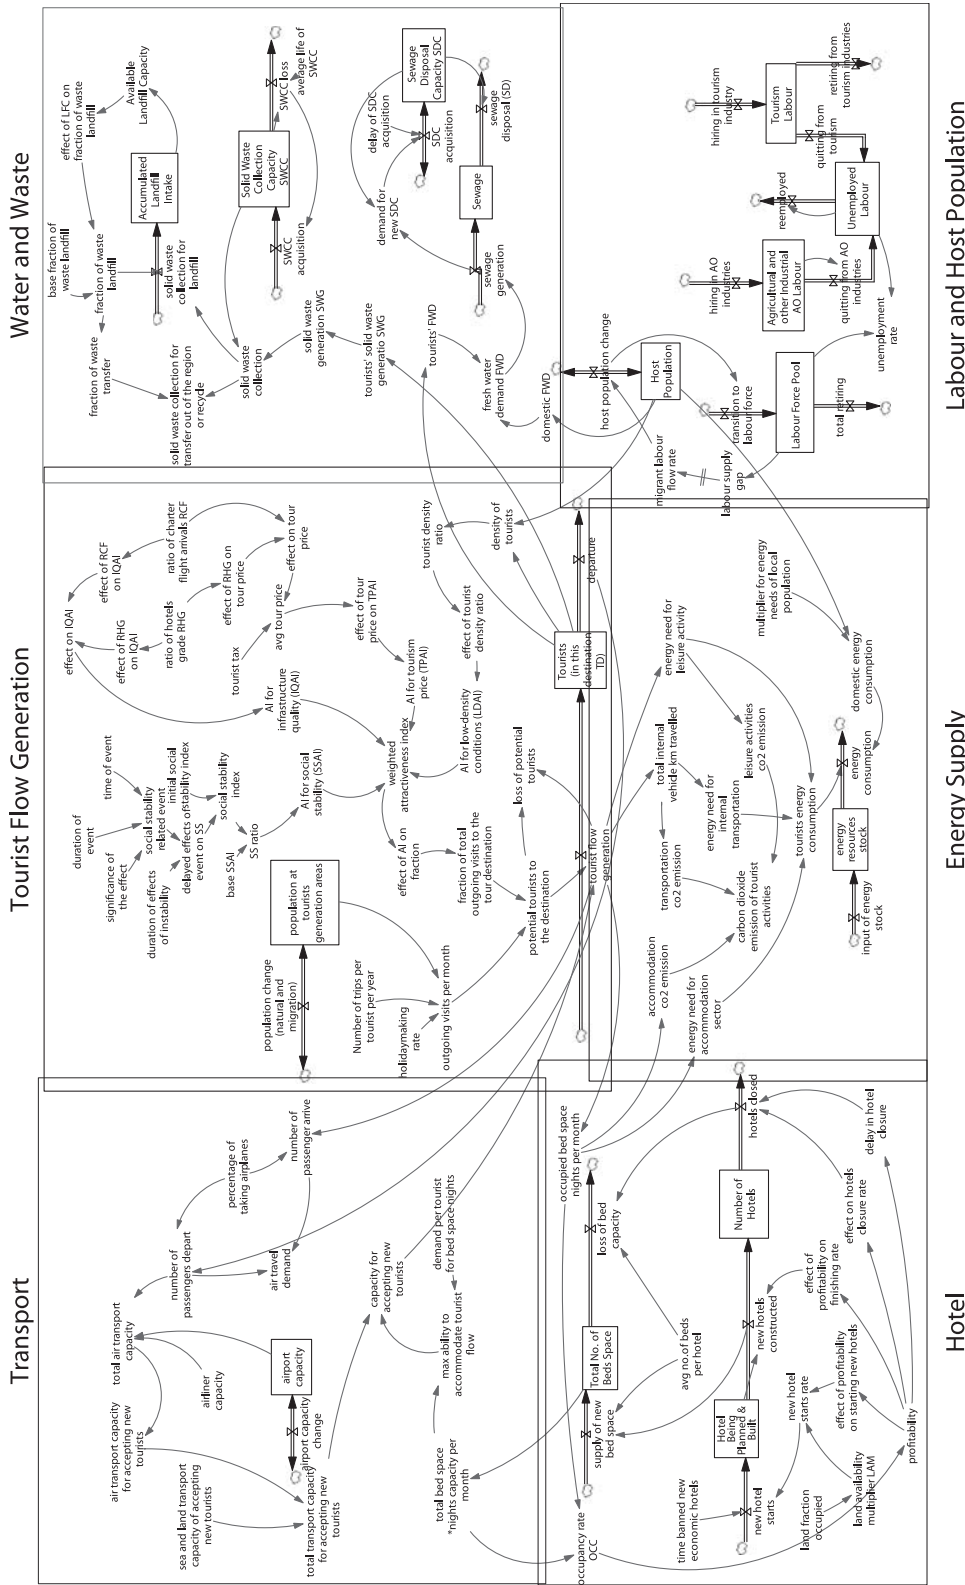 Transport
total air transport
capacity
air transport capacity
for accepting new
tourists
number of
passengers depart
percentage of
taking airplanes
number of
passenger arrive
air travel
demand
airliner
capacity
airport
capacity
airport capacity
change
sea and land transport
capacity of accepting
new tourists
total transport capacity
for accepting new
tourists
capacity for
accepting new
tourists
demand per tourist
for bed space nights
max ability to
accommodate tourist
flow
total bed space
*nights capacity per
month
Tourist Flow Generation
duration of
event
time of event
significance of
the effect
social stability
related event
initial social
stability index
duration of effects
of instability
delayed effects of
event on SS
social stability
index
base SSAI
SS ratio
AI for social
stability (SSAI)
effect on IQAI
effect of RCF
on IQAI
ratio of charter
flight arrivals RCF
effect of RHG
on IQAI
ratio of hotels
grade RHG
effect of RHG on
tour price
effect on tour
price
tourist tax
avg tour price
effect of tour
price on TPAI
AI for
infrastructure
quality (IQAI)
AI for tourism
price (TPAI)
weighted
attractiveness index
AI for low-density
conditions (LDAI)
effect of tourist
density ratio
tourist density
ratio
density of
tourists
effect of AI on
fraction
fraction of total
outgoing visits to the
tour destination
loss of potential
tourists
potential tourists to
the destination
population at
tourists
generation areas
population change
(natural and
migration)
Number of trips per
tourist per year
holidaymaking
rate
outgoing visits per month
tourist flow
generation
Tourists
(in this
destination
TD)
departure
Water and Waste
base fraction of
waste landfill
effect of LFC on
fraction of waste
landfill
Available
Landfill Capacity
fraction of waste
landfill
Accumulated
Landfill
Intake
solid waste
collection for
landfill
fraction of waste
transfer
solid waste collection for
transfer out of the region
or recycle
solid waste
collection
Solid Waste
Collection
Capacity
SWCC
SWCC loss
average life of
SWCC
SWCC
acquisition
solid waste
generation SWG
tourists' solid waste
generatio SWG
Sewage
Disposal
Capacity SDC
delay of SDC
acquisition
SDC
acquisition
demand for
new SDC
Sewage
sewage
disposal (SD)
sewage
generation
tourists' FWD
fresh water
demand FWD
domestic FWD
Hotel
occupied bed space
nights per month
occupancy rate
OCC
supply of new
bed space
Total No. of
Beds Space
loss of bed
capacity
avg no.of beds
per hotel
time banned new
economic hotels
new hotel
starts
Hotel
Being
Planned &
Built
new hotels
constructed
Number of
Hotels
hotels closed
land fraction
occupied
new hotel
starts rate
land availability
multiplier LAM
effect of profitability
on starting new hotels
effect of
profitability on
finishing rate
effect on hotels
closure rate
delay in hotel
closure
profitability
Energy Supply
accommodation
co2 emission
energy need for
accommodation
sector
transportation
co2 emission
total internal
vehicle km travelled
energy need for
leisure activity
energy need for
internal
transportation
leisure activities
co2 emission
carbon dioxide
emission of tourist
activities
tourists energy
consumption
multiplier for energy
needs of local
population
domestic energy
consumption
energy
resources
stock
input of energy
stock
energy
consumption
Labour and Host Population
host population change
Host
Population
migrant labour
flow rate
labour supply
gap
transition to
labour force
Labour Force Pool
total retiring
unemployment
rate
hiring in AO
industries
Agricultural and
other Industrial
AO Labour
quitting from AO
industries
reemployed
Unemployed
Labour
hiring in tourism
industry
Tourism
Labour
quitting from
tourism
retiring from
tourism industries